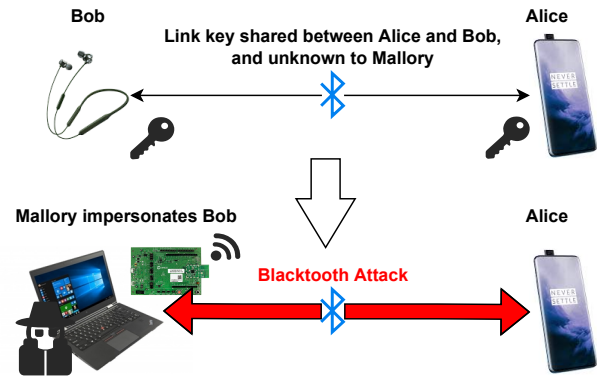 Bob
Alice
Link key shared between Alice and Bob,
and unknown to Mallory
NEVER
SETTLE
Mallory impersonates Bob
Alice
Blacktooth Attack
NEVER
SETTLE